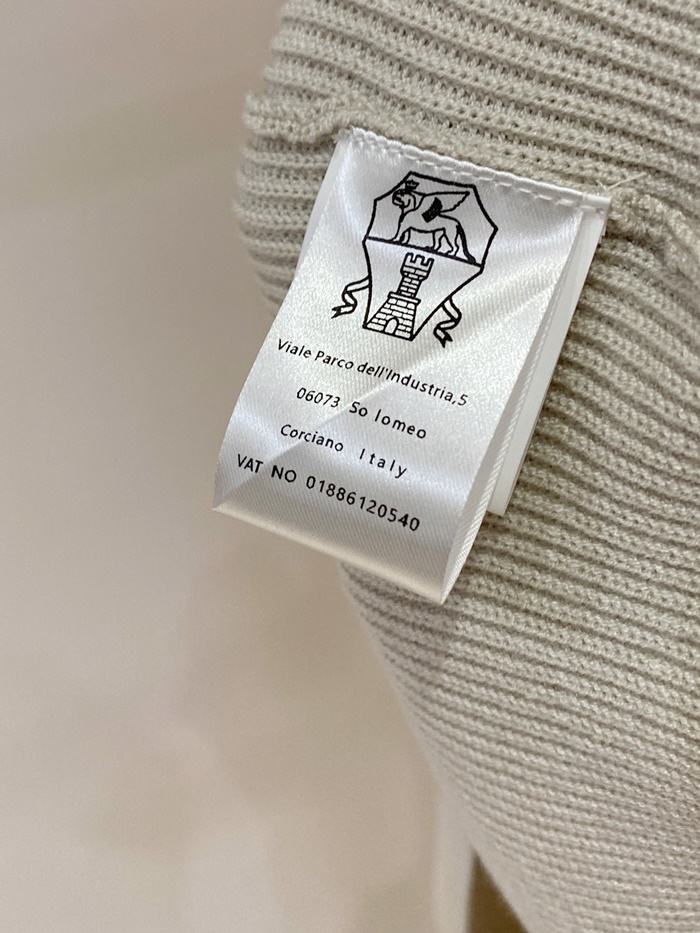 Viale Parco dell'Industria,5
06073 So lomeo
Corciano Italy
VAT NO 01886120540